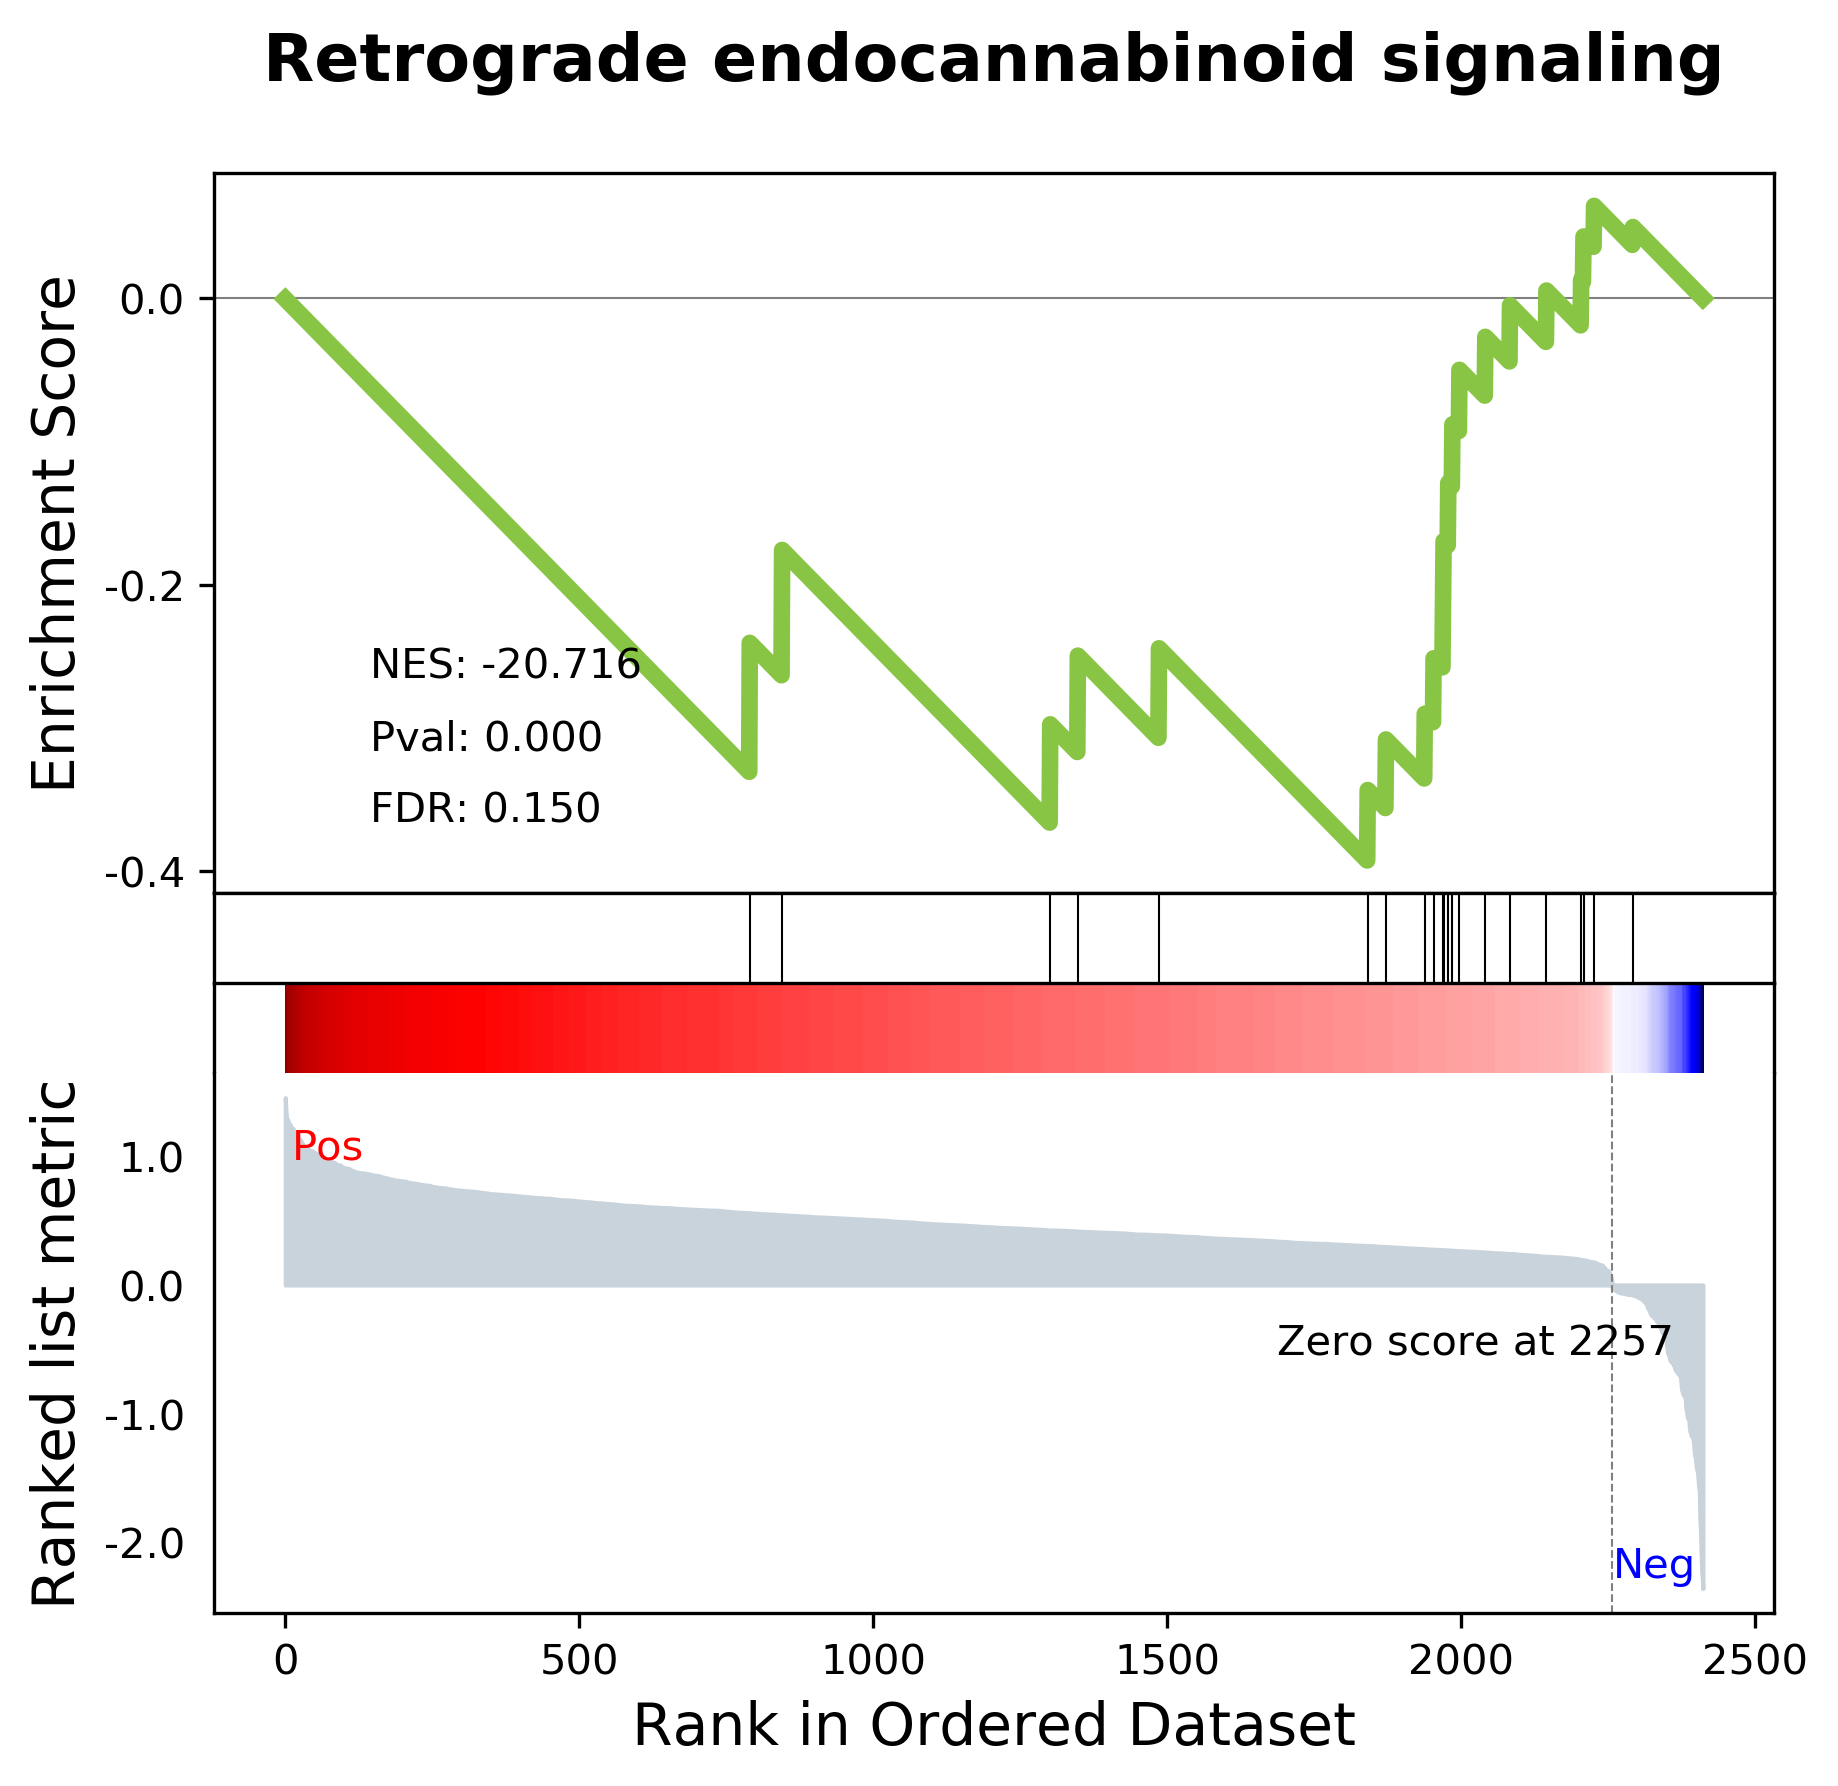 Retrograde endocannabinoid signaling
Enrichment Score
0.0
-0.2
-0.4
NES: -20.716
Pval: 0.000
FDR: 0.150
Ranked list metric
1.0
0.0
-1.0
-2.0
Pos
Zero score at 2257
Neg
0 500 1000 1500 2000 2500
Rank in Ordered Dataset